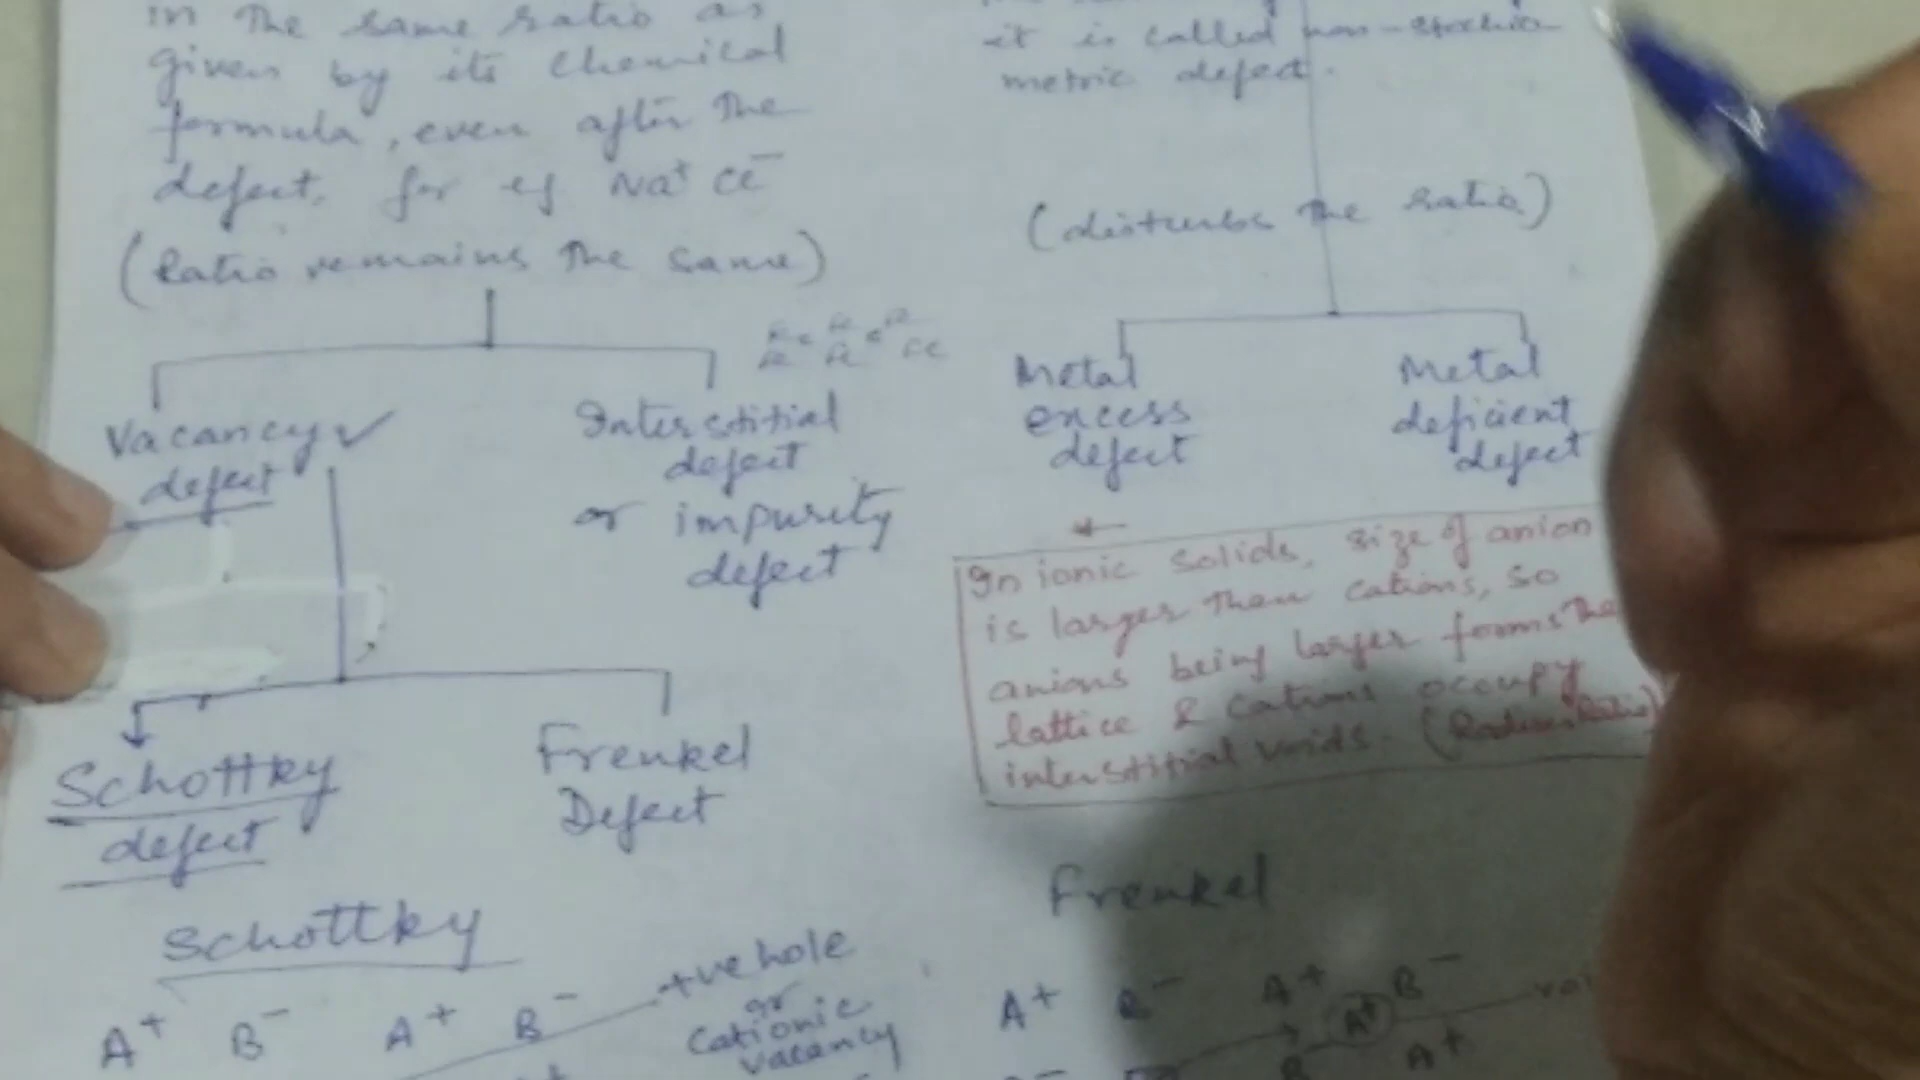 in the same ratio as
given by its chemical
formula, even after the
defect, for eg Na+ Cl-
(Ratio remains the same)
Vacancy ✓
defect
Interstitial
defect
or impurity
defect
Schottky
defect
Frenkel
Defect
Schottky
A+ B- A+ B-
+ve hole
or
Cationic
vacancy
it is called non-stochio
metric defect.
(disturbs the ratio)
Metal
excess
defect
Metal
deficient
defect
In ionic solids, size of anion
is larger than cations, so
anions being larger forms the
lattice & cations occupy
interstitial voids.
Frenkel
A+ B- A+ B-
A+
A+
B